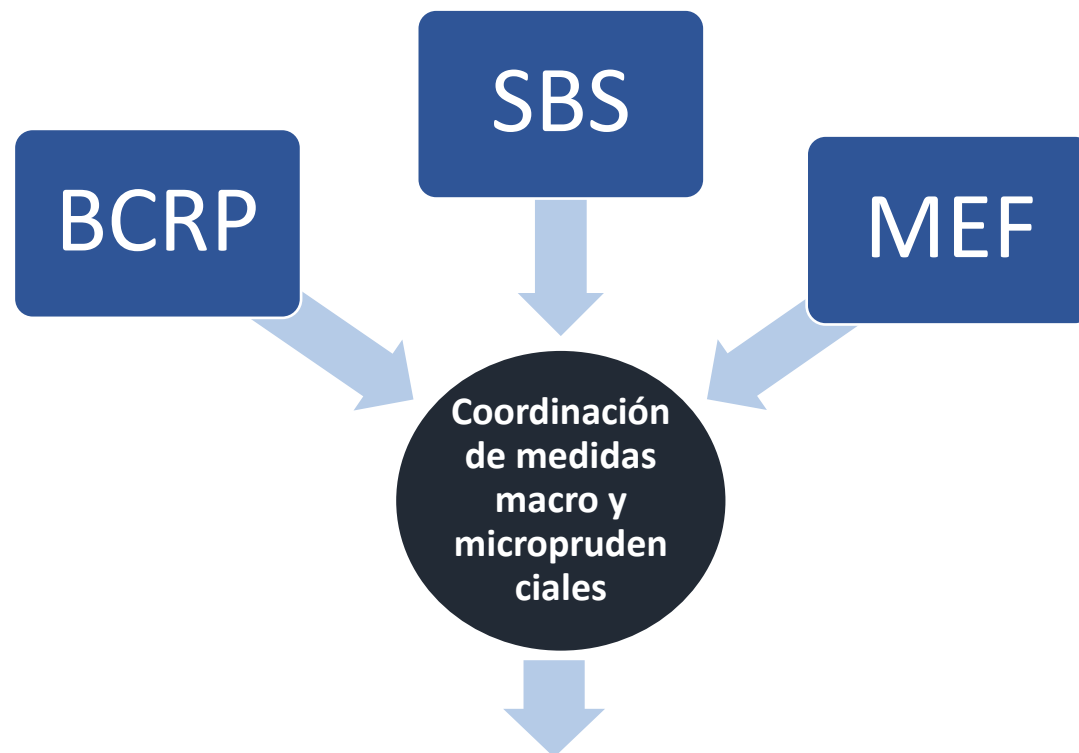 SBS
BCRP
MEF
Coordinación
de medidas
macro y
micropruden
ciales